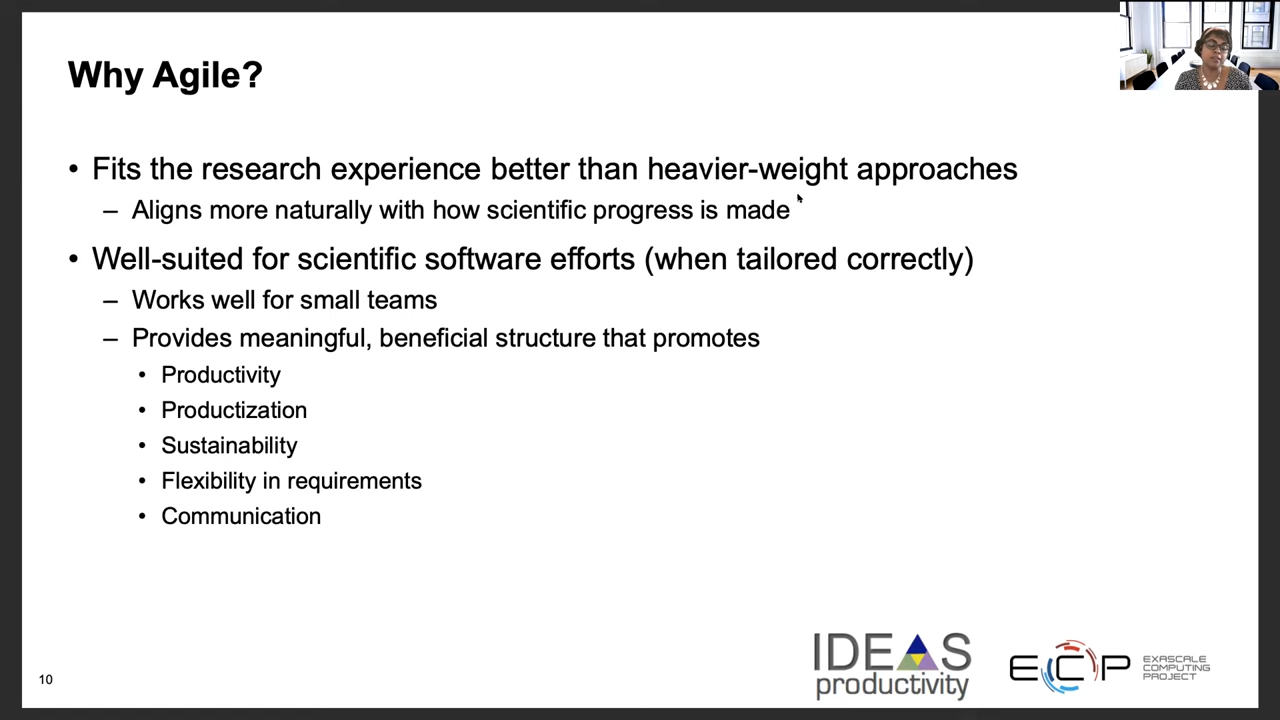 Why Agile?
• Fits the research experience better than heavier-weight approaches
– Aligns more naturally with how scientific progress is made
• Well-suited for scientific software efforts (when tailored correctly)
– Works well for small teams
– Provides meaningful, beneficial structure that promotes
• Productivity
• Productization
• Sustainability
• Flexibility in requirements
• Communication
10
IDEAS
productivity
ECP
EXASCALE
COMPUTING
PROJECT